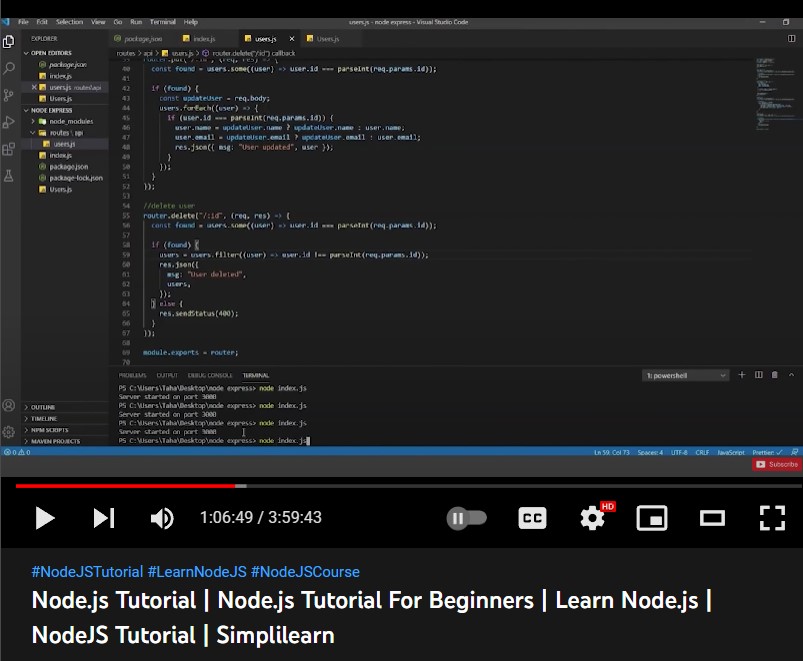 File Edit Selection View Go Run Terminal Help users.js - node express - Visual Studio Code
EXPLORER package.json index.js users.js Users.js
OPEN EDITORS
package.json
index.js
users.js routes\api
Users.js
NODE EXPRESS
node_modules
routes \ api
users.js
index.js
package.json
package-lock.json
Users.js
OUTLINE
TIMELINE
NPM SCRIPTS
MAVEN PROJECTS
routes > api > users.js > router.delete("/:id") callback
39 router.put("/:id", (req, res) => {
40 const found = users.some((user) => user.id === parseInt(req.params.id));
41
42 if (found) {
43 const updateUser = req.body;
44 users.forEach((user) => {
45 if (user.id === parseInt(req.params.id)) {
46 user.name = updateUser.name ? updateUser.name : user.name;
47 user.email = updateUser.email ? updateUser.email : user.email;
48 res.json({ msg: "User updated", user });
49 }
50 });
51 }
52 });
53
54 //delete user
55 router.delete("/:id", (req, res) => {
56 const found = users.some((user) => user.id === parseInt(req.params.id));
57
58 if (found) {
59 users = users.filter((user) => user.id !== parseInt(req.params.id));
60 res.json({
61 msg: "User deleted",
62 users,
63 });
64 } else {
65 res.sendStatus(400);
66 }
67 });
68
69 module.exports = router;
70
PROBLEMS OUTPUT DEBUG CONSOLE TERMINAL 1: powershell
PS C:\Users\Taha\Desktop\node express> node index.js
Server started on port 3000
PS C:\Users\Taha\Desktop\node express> node index.js
Server started on port 3000
PS C:\Users\Taha\Desktop\node express> node index.js
Server started on port 3000
PS C:\Users\Taha\Desktop\node express> node index.js
0 0 Ln 59, Col 73 Spaces: 4 UTF-8 CRLF JavaScript Prettier
Subscribe
1:06:49 / 3:59:43 CC HD
#NodeJSTutorial #LearnNodeJS #NodeJSCourse
Node.js Tutorial | Node.js Tutorial For Beginners | Learn Node.js |
NodeJS Tutorial | Simplilearn